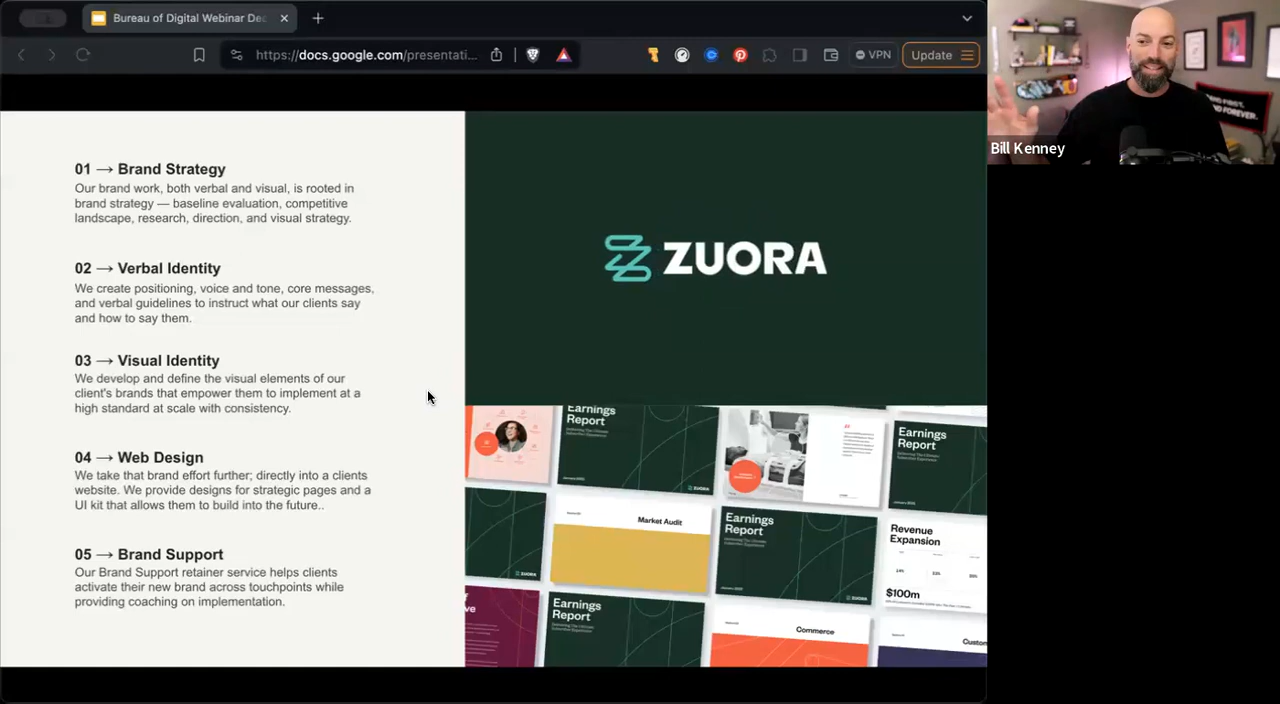 Bureau of Digital Webinar Dec
https://docs.google.com/presentati...
VPN
Update
01 → Brand Strategy
Our brand work, both verbal and visual, is rooted in
brand strategy — baseline evaluation, competitive
landscape, research, direction, and visual strategy.
02 → Verbal Identity
We create positioning, voice and tone, core messages,
and verbal guidelines to instruct what our clients say
and how to say them.
03 → Visual Identity
We develop and define the visual elements of our
client's brands that empower them to implement at a
high standard at scale with consistency.
04 → Web Design
We take that brand effort further; directly into a clients
website. We provide designs for strategic pages and a
UI kit that allows them to build into the future..
05 → Brand Support
Our Brand Support retainer service helps clients
activate their new brand across touchpoints while
providing coaching on implementation.
ZUORA
Earnings
Report
Earnings
Report
ZUORA
Market Audit
Earnings
Report
ZUORA
Revenue
Expansion
$100m
ZUORA
Earnings
Report
Commerce
Custom
Bill Kenney
FIRST.
FOREVER.